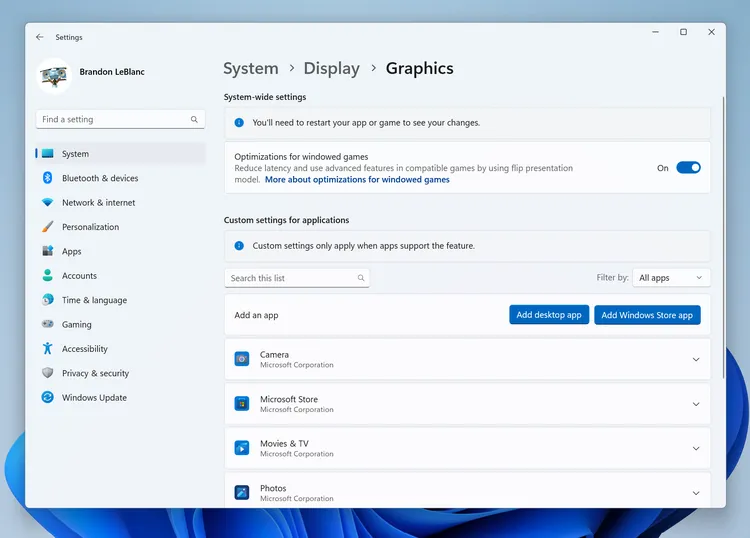 Settings
Brandon LeBlanc
Find a setting
System
Bluetooth & devices
Network & internet
Personalization
Apps
Accounts
Time & language
Gaming
Accessibility
Privacy & security
Windows Update
System > Display > Graphics
System-wide settings
You'll need to restart your app or game to see your changes.
Optimizations for windowed games
Reduce latency and use advanced features in compatible games by using flip presentation
model. More about optimizations for windowed games
On
Custom settings for applications
Custom settings only apply when apps support the feature.
Search this list
Filter by: All apps
Add an app
Add desktop app
Add Windows Store app
Camera
Microsoft Corporation
Microsoft Store
Microsoft Corporation
Movies & TV
Microsoft Corporation
Photos
Microsoft Corporation